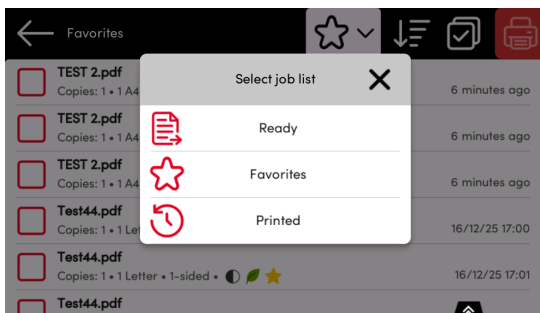 Favorites
Select job list
TEST 2.pdf
Copies: 1 • 1 A4
6 minutes ago
Ready
TEST 2.pdf
Copies: 1 • 1 A4
6 minutes ago
Favorites
TEST 2.pdf
Copies: 1 • 1 A4
6 minutes ago
Printed
Test44.pdf
Copies: 1 • 1 Let
16/12/25 17:00
Test44.pdf
Copies: 1 • 1 Letter • 1-sided •
16/12/25 17:01
Test44.pdf